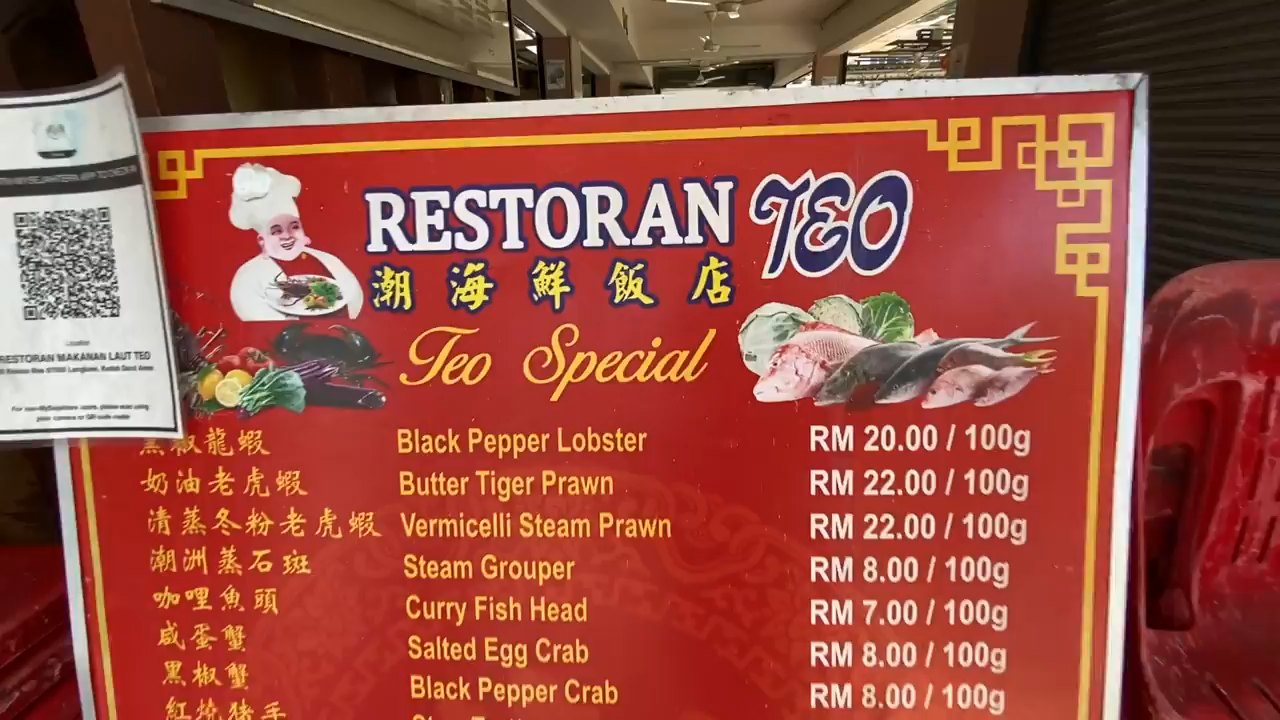 RESTORAN TEO
潮海鮮飯店
Teo Special
Location
RESTORAN MAKANAN LAUT TEO
椒龍蝦 Black Pepper Lobster RM 20.00 / 100g
奶油老虎蝦 Butter Tiger Prawn RM 22.00 / 100g
清蒸冬粉老虎蝦 Vermicelli Steam Prawn RM 22.00 / 100g
潮洲蒸石斑 Steam Grouper RM 8.00 / 100g
咖哩魚頭 Curry Fish Head RM 7.00 / 100g
咸蛋蟹 Salted Egg Crab RM 8.00 / 100g
黑椒蟹 Black Pepper Crab RM 8.00 / 100g
紅燒豬手